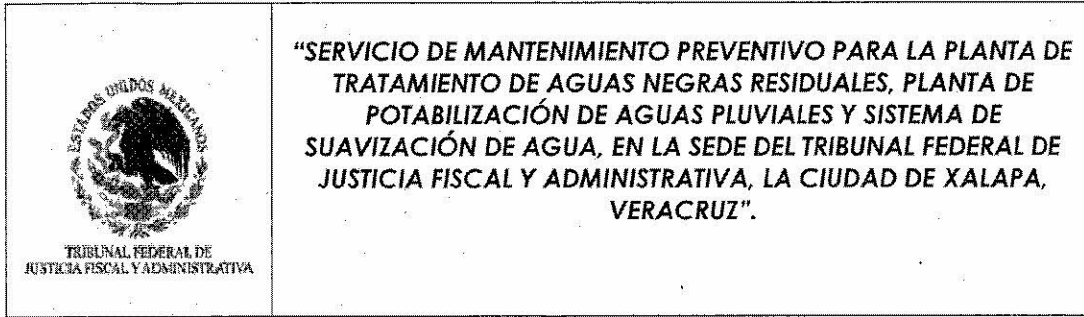 "SERVICIO DE MANTENIMIENTO PREVENTIVO PARA LA PLANTA DE
TRATAMIENTO DE AGUAS NEGRAS RESIDUALES, PLANTA DE
POTABILIZACIÓN DE AGUAS PLUVIALES Y SISTEMA DE
SUAVIZACIÓN DE AGUA, EN LA SEDE DEL TRIBUNAL FEDERAL DE
JUSTICIA FISCAL Y ADMINISTRATIVA, LA CIUDAD DE XALAPA,
VERACRUZ".
ESTADOS UNIDOS MEXICANOS
TRIBUNAL FEDERAL DE
JUSTICIA FISCAL Y ADMINISTRATIVA